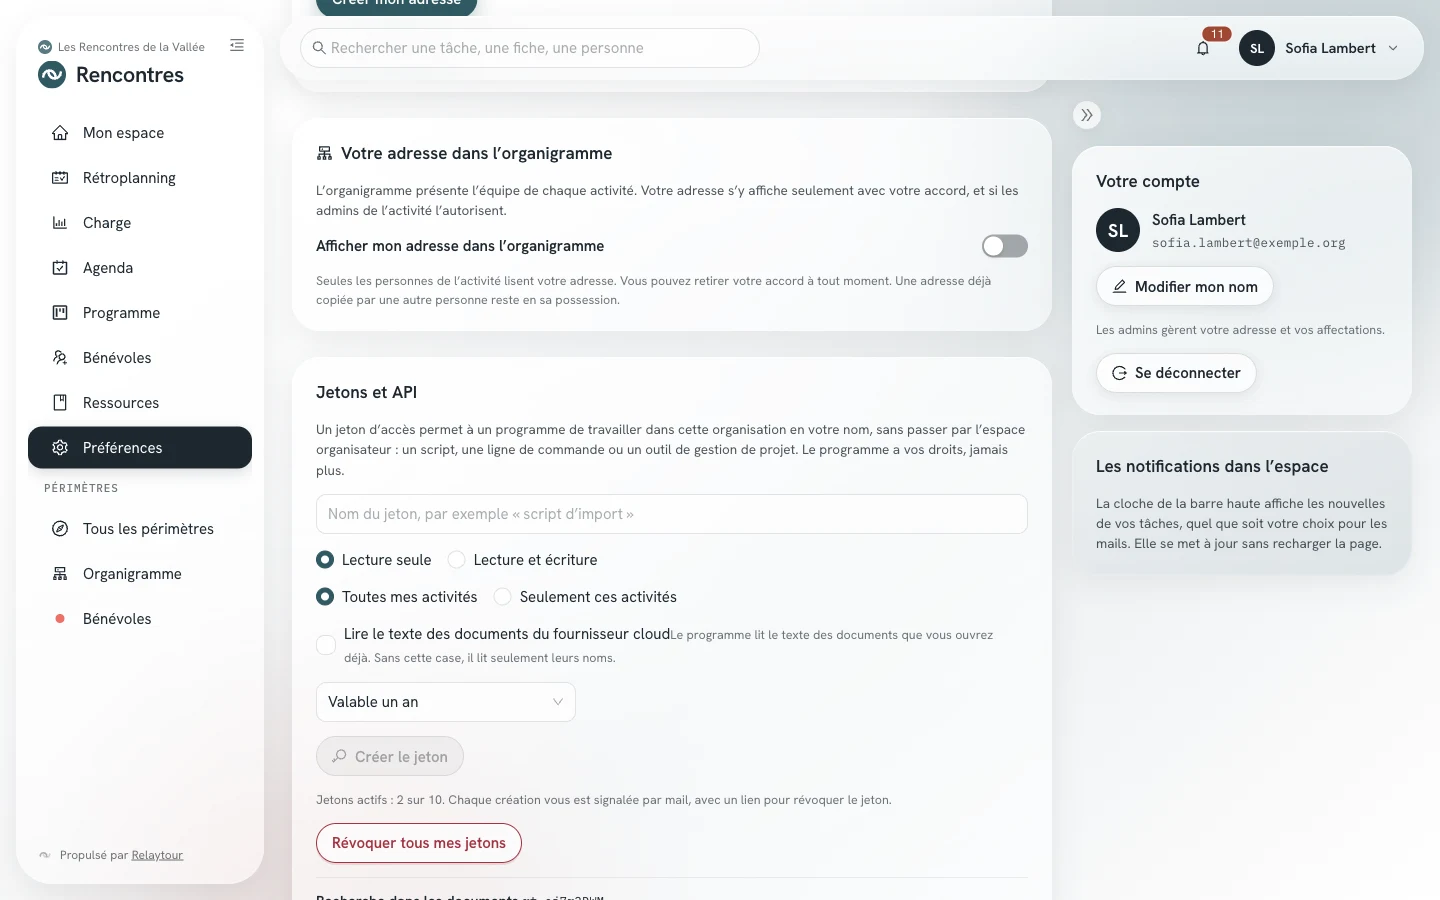 Les Rencontres de la Vallée
Rencontres
Mon espace
Rétroplanning
Charge
Agenda
Programme
Bénévoles
Ressources
Préférences
PÉRIMÈTRES
Tous les périmètres
Organigramme
Bénévoles
Propulsé par Relaytour
Créer mon adresse
Rechercher une tâche, une fiche, une personne
11
SL
Sofia Lambert
Votre adresse dans l’organigramme
L’organigramme présente l’équipe de chaque activité. Votre adresse s’y affiche seulement avec votre accord, et si les
admins de l’activité l’autorisent.
Afficher mon adresse dans l’organigramme
Seules les personnes de l’activité lisent votre adresse. Vous pouvez retirer votre accord à tout moment. Une adresse déjà
copiée par une autre personne reste en sa possession.
Jetons et API
Un jeton d’accès permet à un programme de travailler dans cette organisation en votre nom, sans passer par l’espace
organisateur : un script, une ligne de commande ou un outil de gestion de projet. Le programme a vos droits, jamais
plus.
Nom du jeton, par exemple « script d’import »
Lecture seule
Lecture et écriture
Toutes mes activités
Seulement ces activités
Lire le texte des documents du fournisseur cloudLe programme lit le texte des documents que vous ouvrez
déjà. Sans cette case, il lit seulement leurs noms.
Valable un an
Créer le jeton
Jetons actifs : 2 sur 10. Chaque création vous est signalée par mail, avec un lien pour révoquer le jeton.
Révoquer tous mes jetons
Recherche dans les documents
Votre compte
SL
Sofia Lambert
sofia.lambert@exemple.org
Modifier mon nom
Les admins gèrent votre adresse et vos affectations.
Se déconnecter
Les notifications dans l’espace
La cloche de la barre haute affiche les nouvelles
de vos tâches, quel que soit votre choix pour les
mails. Elle se met à jour sans recharger la page.